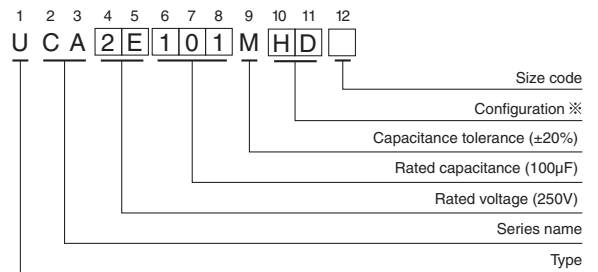 1 2 3 4 5 6 7 8 9 10 11 12
U C A 2 E 1 0 1 M H D
Size code
Configuration ※
Capacitance tolerance (±20%)
Rated capacitance (100µF)
Rated voltage (250V)
Series name
Type